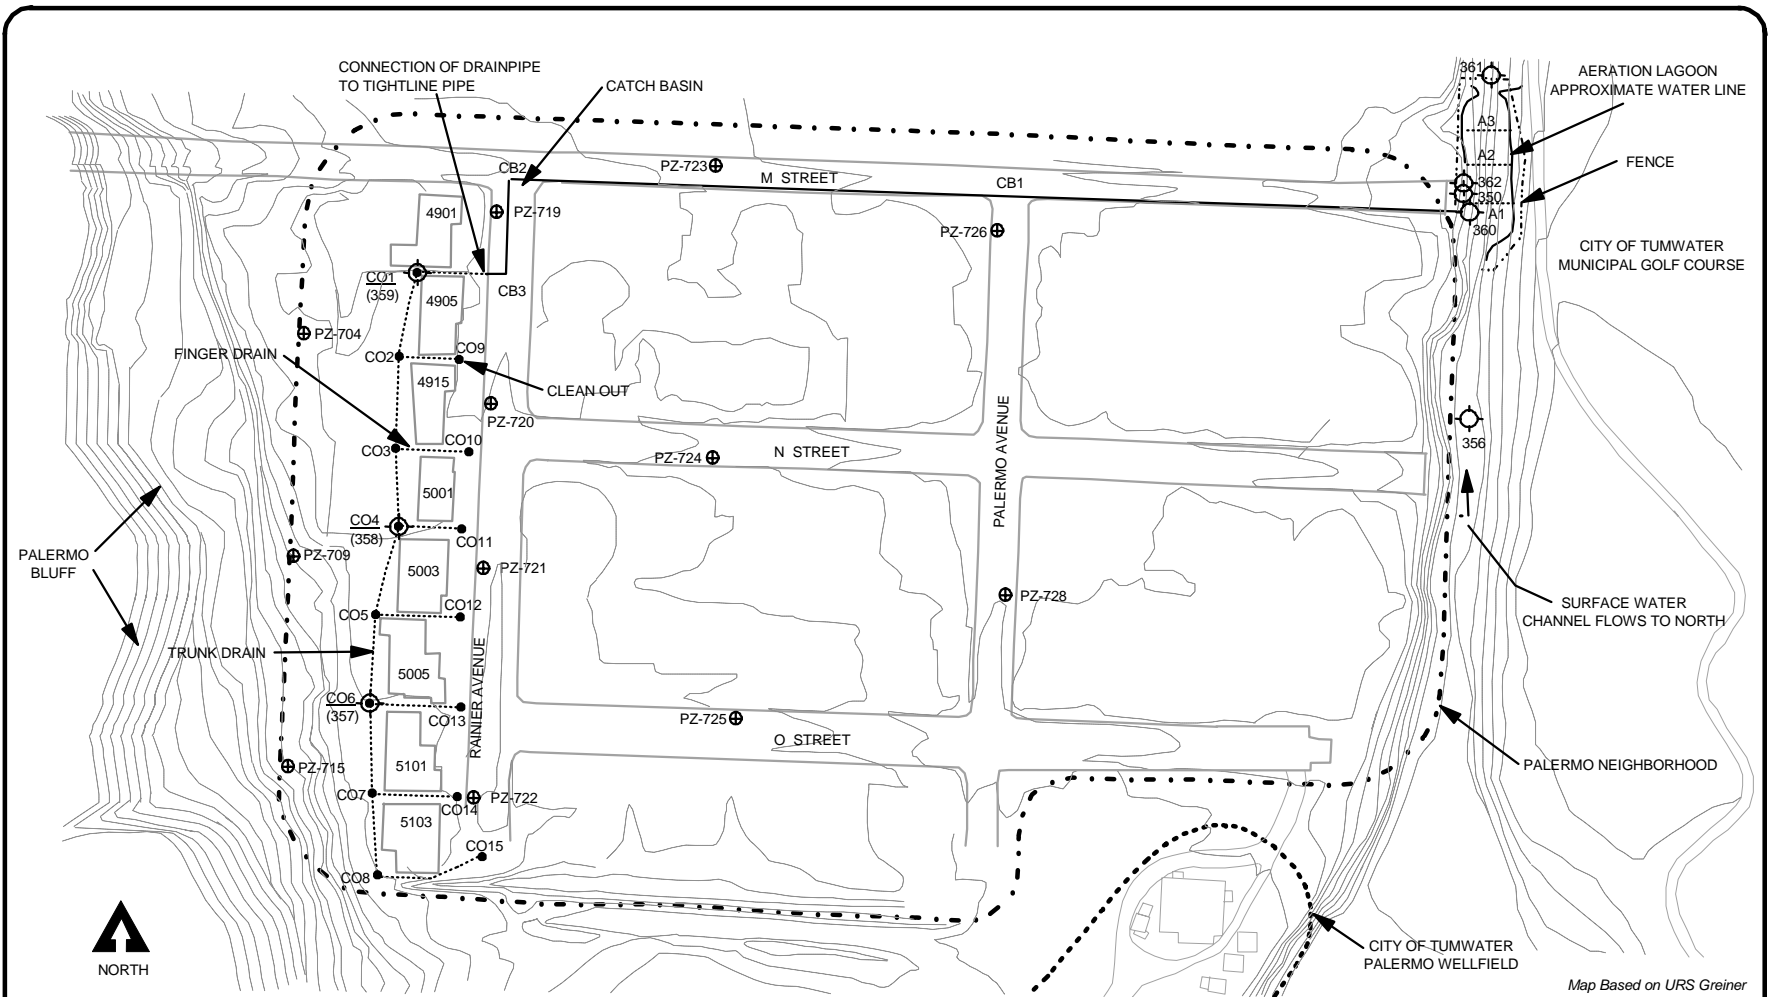 CONNECTION OF DRAINPIPE
TO TIGHTLINE PIPE
CATCH BASIN
361
AERATION LAGOON
APPROXIMATE WATER LINE
A3
A2
FENCE
CB2
PZ-723
M STREET
CB1
362
350
A1
360
4901
PZ-719
PZ-726
CITY OF TUMWATER
MUNICIPAL GOLF COURSE
CO1
(359)
4905
CB3
PZ-704
FINGER DRAIN
CO2
CO9
4915
CLEAN OUT
PZ-720
CO3
CO10
PZ-724
N STREET
PALERMO AVENUE
356
5001
CO4
(358)
CO11
PALERMO
BLUFF
PZ-709
5003
PZ-721
CO5
CO12
PZ-728
SURFACE WATER
CHANNEL FLOWS TO NORTH
TRUNK DRAIN
5005
RAINIER AVENUE
CO6
(357)
CO13
PZ-725
O STREET
PZ-715
5101
PALERMO NEIGHBORHOOD
CO7
CO14
PZ-722
5103
CO15
CO8
NORTH
CITY OF TUMWATER
PALERMO WELLFIELD
Map Based on URS Greiner